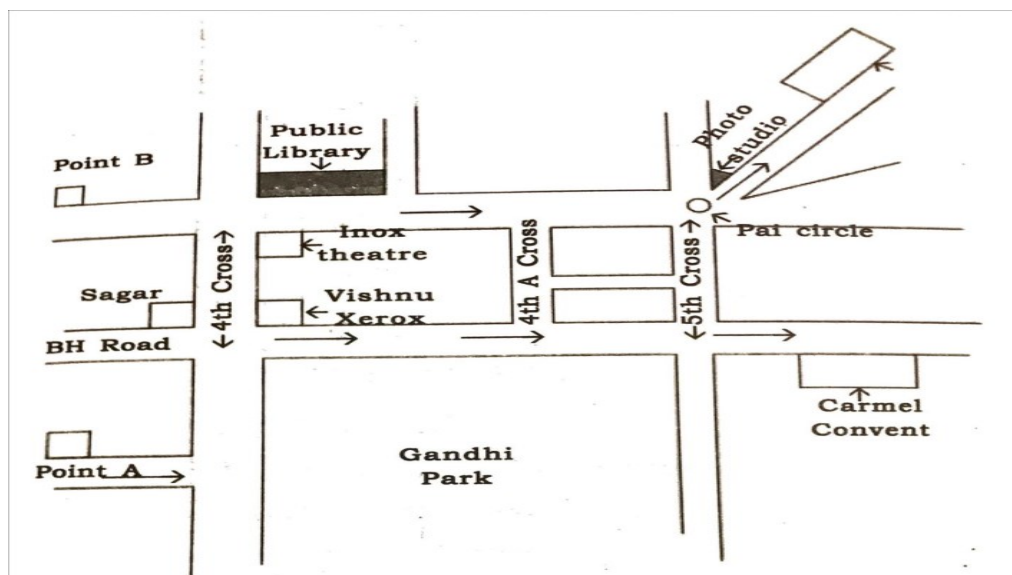 Public
Library
Photo
studio
Point B
Inox
theatre
Pai circle
4th Cross
4th A Cross
5th Cross
Sagar
Vishnu
Xerox
BH Road
Carmel
Convent
Gandhi
Park
Point A